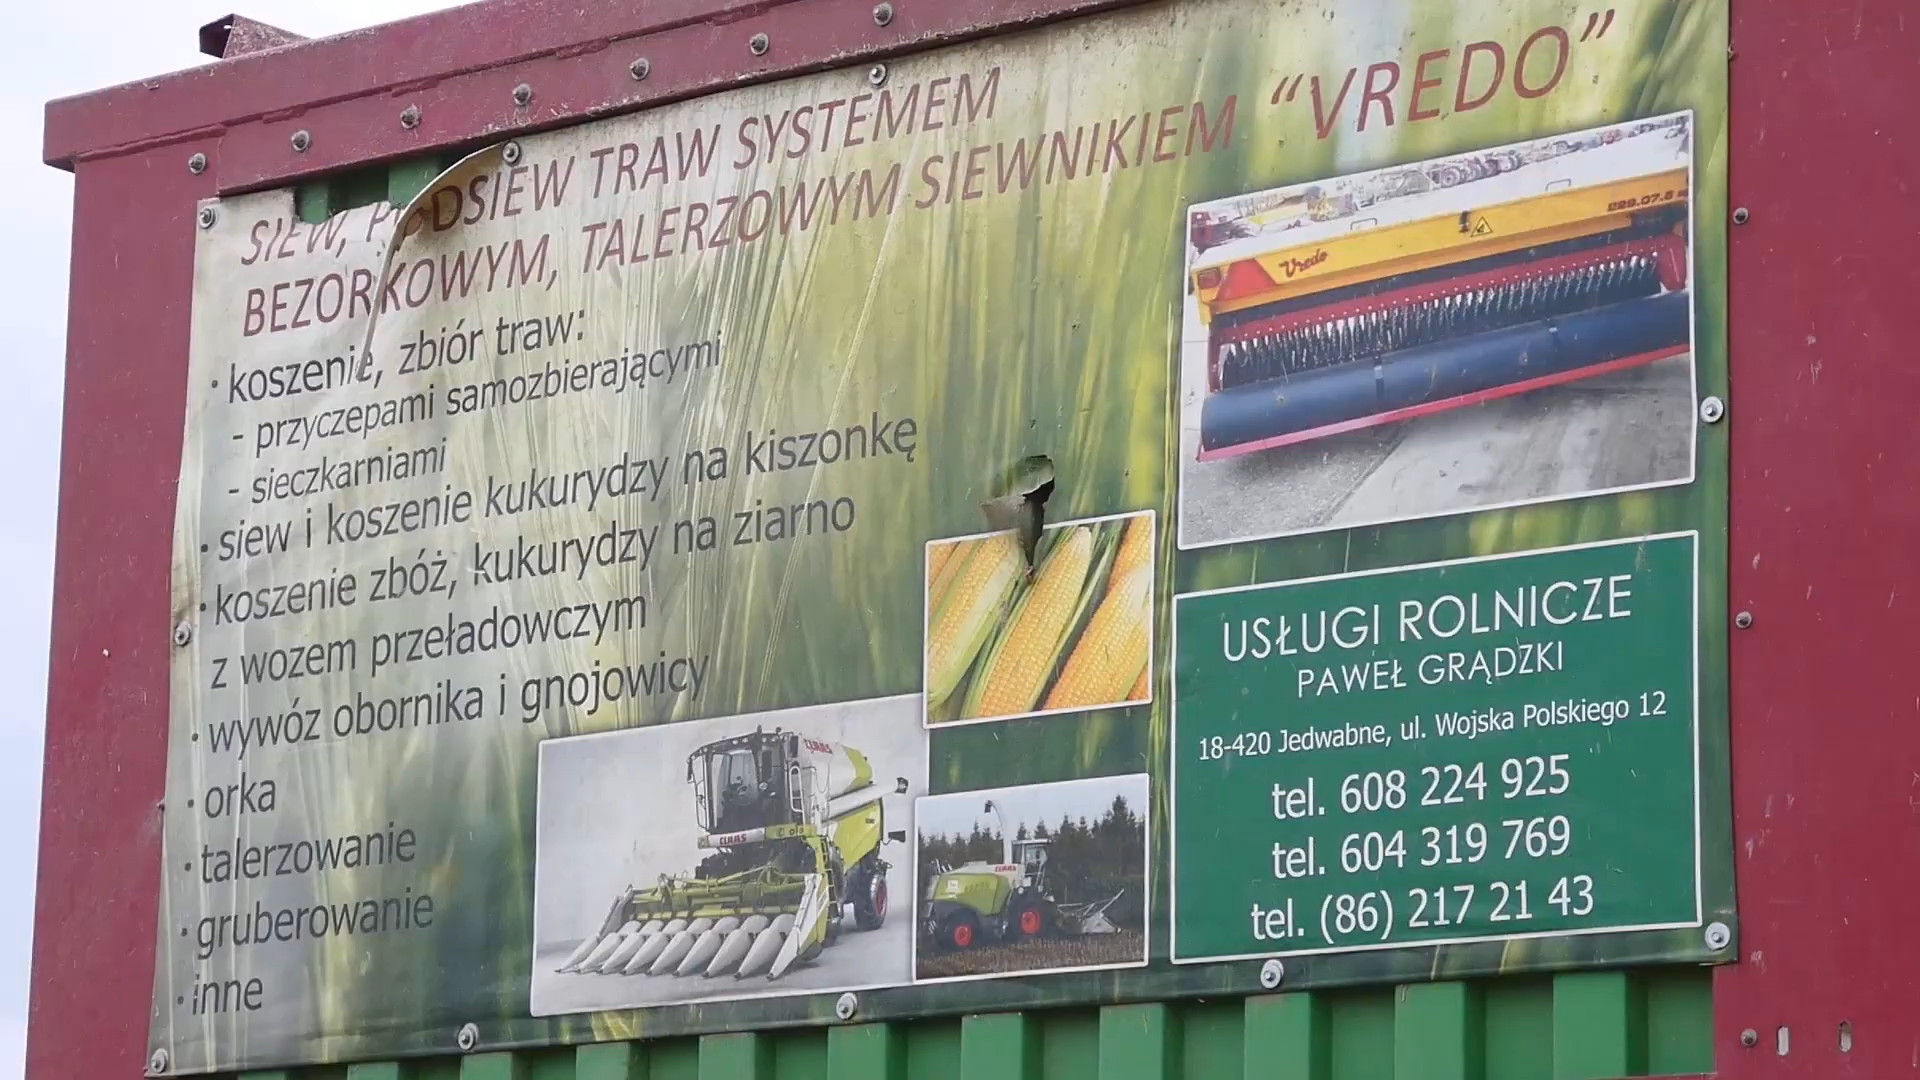 SIEW, PODSIEW TRAW SYSTEMEM
BEZORKOWYM, TALERZOWYM SIEWNIKIEM “VREDO”
· koszenie, zbiór traw:
- przyczepami samozbierającymi
- sieczkarniami
· siew i koszenie kukurydzy na kiszonkę
· koszenie zbóż, kukurydzy na ziarno
z wozem przeładowczym
· wywóz obornika i gnojowicy
· orka
· talerzowanie
· gruberowanie
· inne
Vredo
CLAAS
CLAAS
CLAAS
USŁUGI ROLNICZE
PAWEŁ GRĄDZKI
18-420 Jedwabne, ul. Wojska Polskiego 12
tel. 608 224 925
tel. 604 319 769
tel. (86) 217 21 43